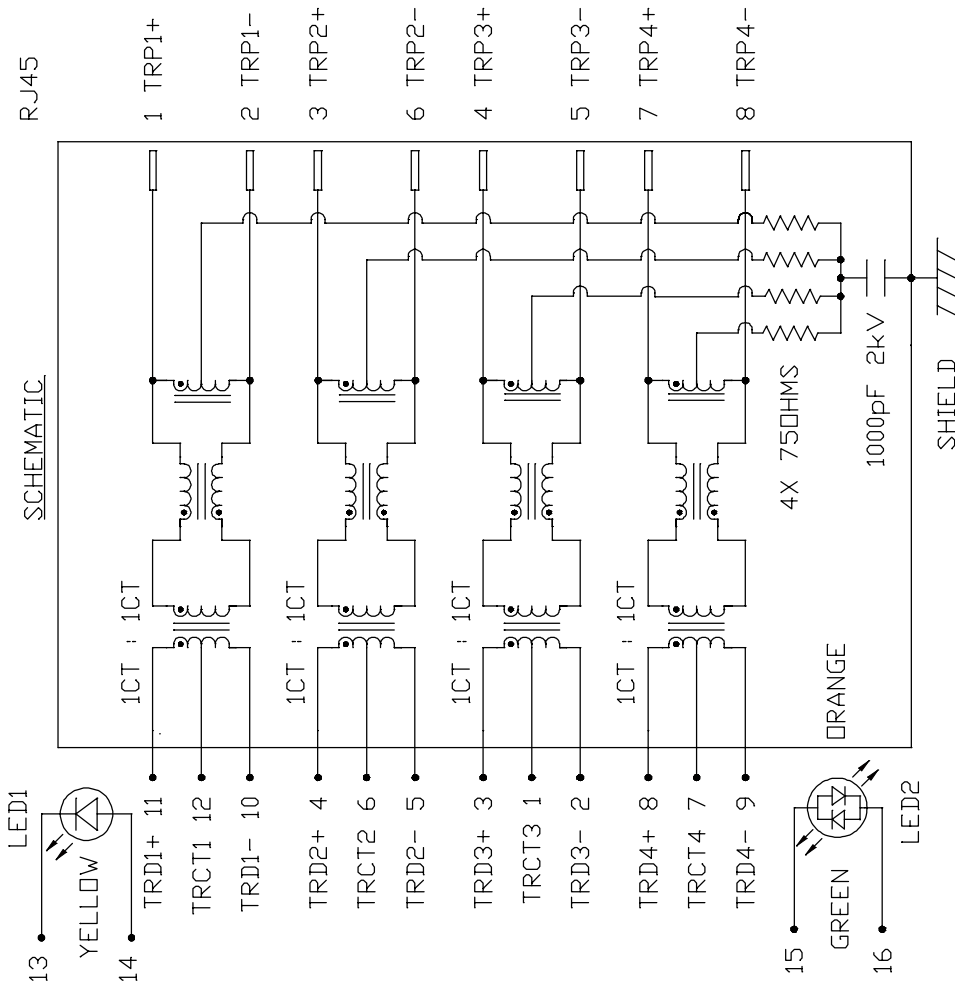 SCHEMATIC
RJ45
1 TRP1+
2 TRP1-
3 TRP2+
6 TRP2-
4 TRP3+
5 TRP3-
7 TRP4+
8 TRP4-
1CT : 1CT
1CT : 1CT
1CT : 1CT
1CT : 1CT
4X 75OHMS
1000pF 2kV
SHIELD
TRD1+ 11
TRCT1 12
TRD1- 10
TRD2+ 4
TRCT2 6
TRD2- 5
TRD3+ 3
TRCT3 1
TRD3- 2
TRD4+ 8
TRCT4 7
TRD4- 9
LED1
13
YELLOW
14
ORANGE
LED2
15
GREEN
16